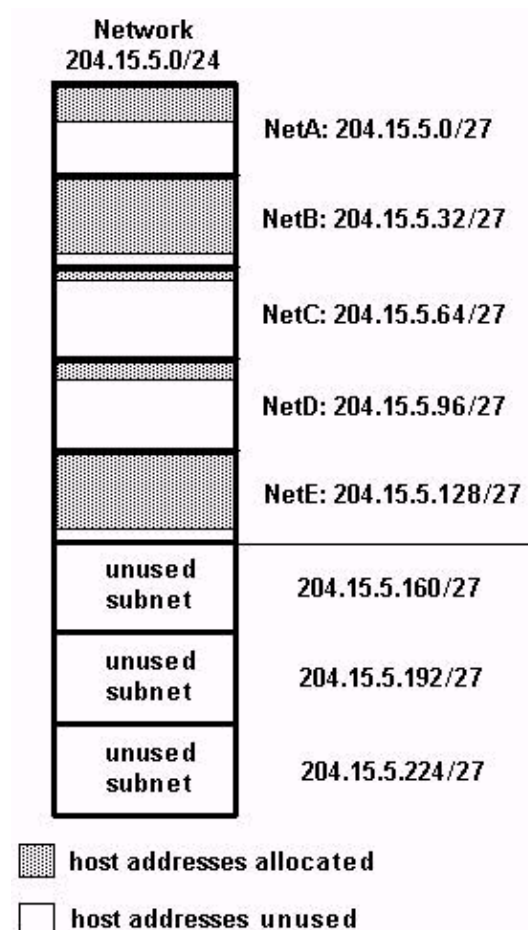 Network
204.15.5.0/24
NetA: 204.15.5.0/27
NetB: 204.15.5.32/27
NetC: 204.15.5.64/27
NetD: 204.15.5.96/27
NetE: 204.15.5.128/27
unused
subnet
204.15.5.160/27
unused
subnet
204.15.5.192/27
unused
subnet
204.15.5.224/27
host addresses allocated
host addresses unused